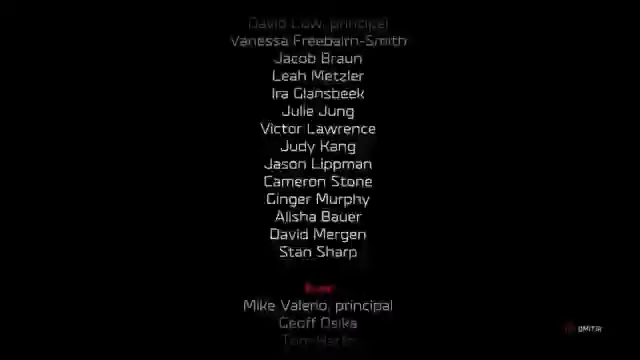 David Low, principal
Vanessa Freebairn-Smith
Jacob Braun
Leah Metzler
Ira Glansbeek
Julie Jung
Victor Lawrence
Judy Kang
Jason Lippman
Cameron Stone
Ginger Murphy
Alisha Bauer
David Mergen
Stan Sharp
Mike Valerio, principal
Geoff Osika
OMITIR